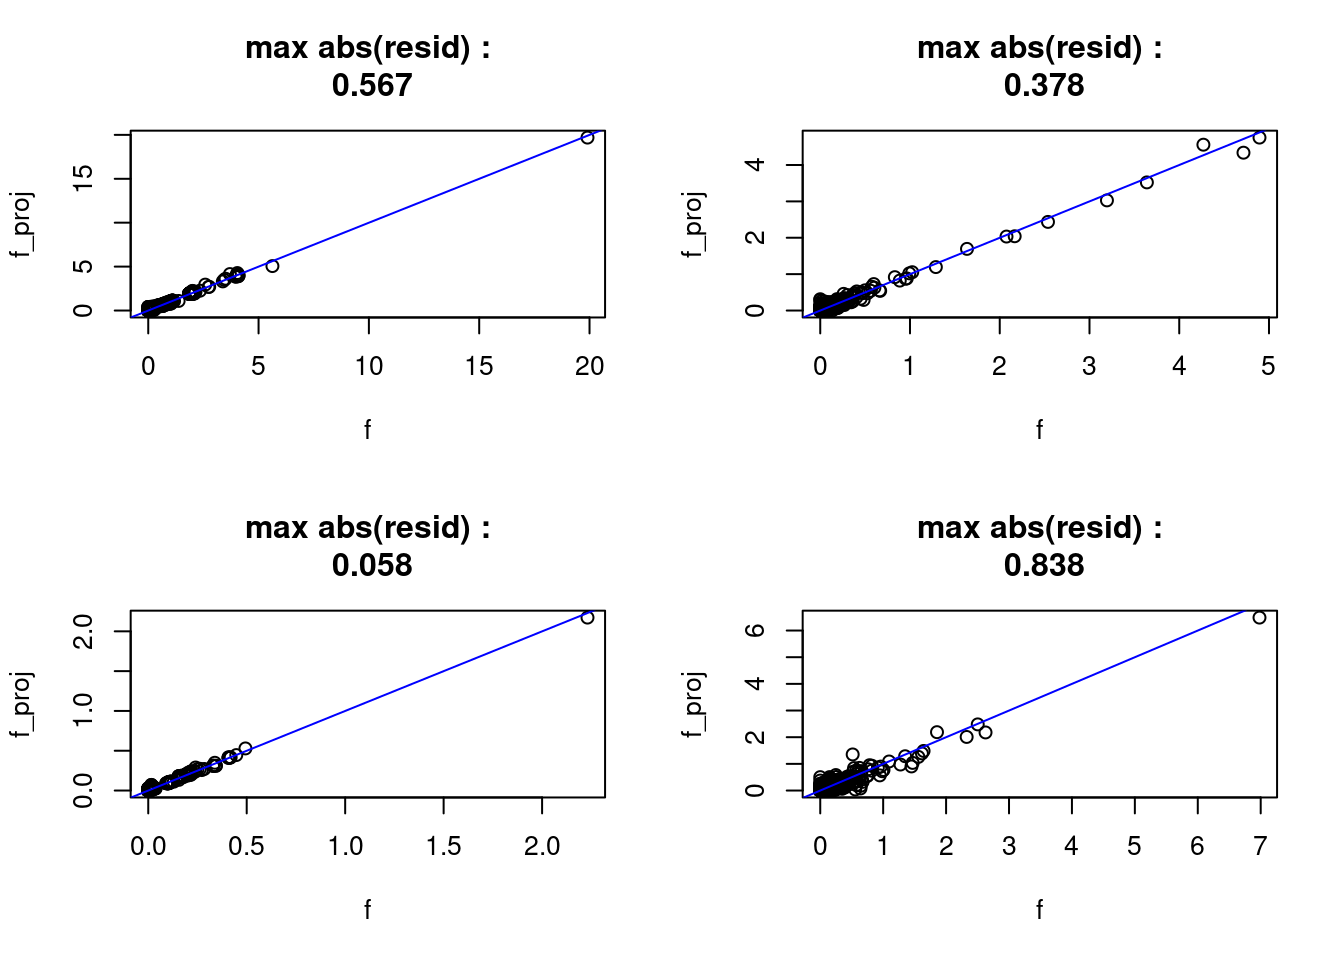 max abs(resid) :
0.567
f_proj
0 5 15
0 5 10 15 20
f
max abs(resid) :
0.378
f_proj
0 2 4
0 1 2 3 4 5
f
max abs(resid) :
0.058
f_proj
0.0 1.0 2.0
0.0 0.5 1.0 1.5 2.0
f
max abs(resid) :
0.838
f_proj
0 2 4 6
0 1 2 3 4 5 6 7
f